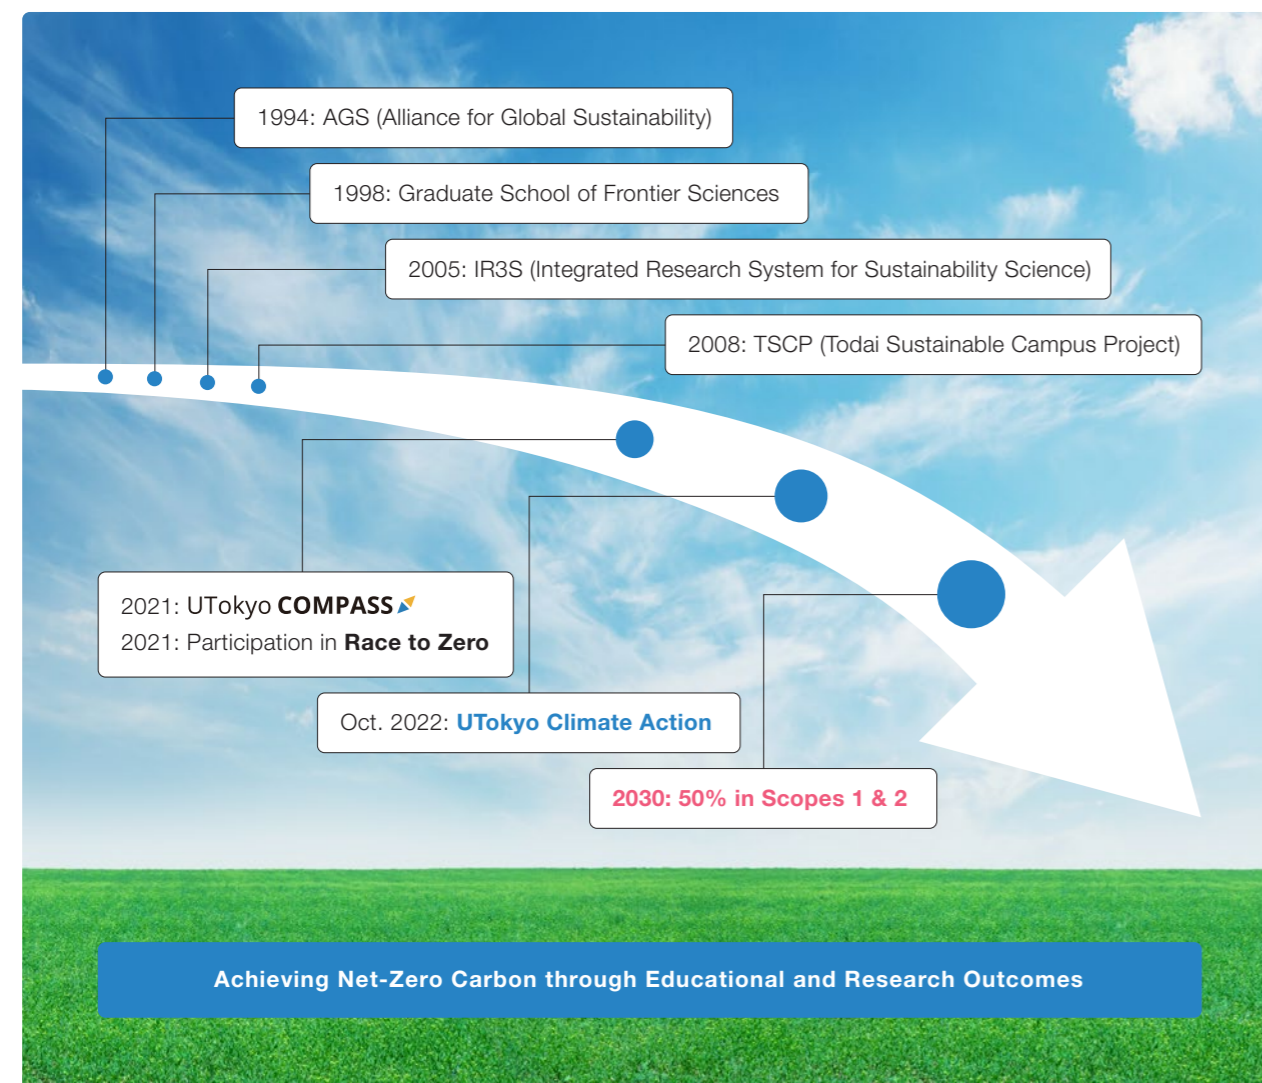 1994: AGS (Alliance for Global Sustainability)
1998: Graduate School of Frontier Sciences
2005: IR3S (Integrated Research System for Sustainability Science)
2008: TSCP (Todai Sustainable Campus Project)
2021: UTokyo COMPASS
2021: Participation in Race to Zero
Oct. 2022: UTokyo Climate Action
2030: 50% in Scopes 1 & 2
Achieving Net-Zero Carbon through Educational and Research Outcomes